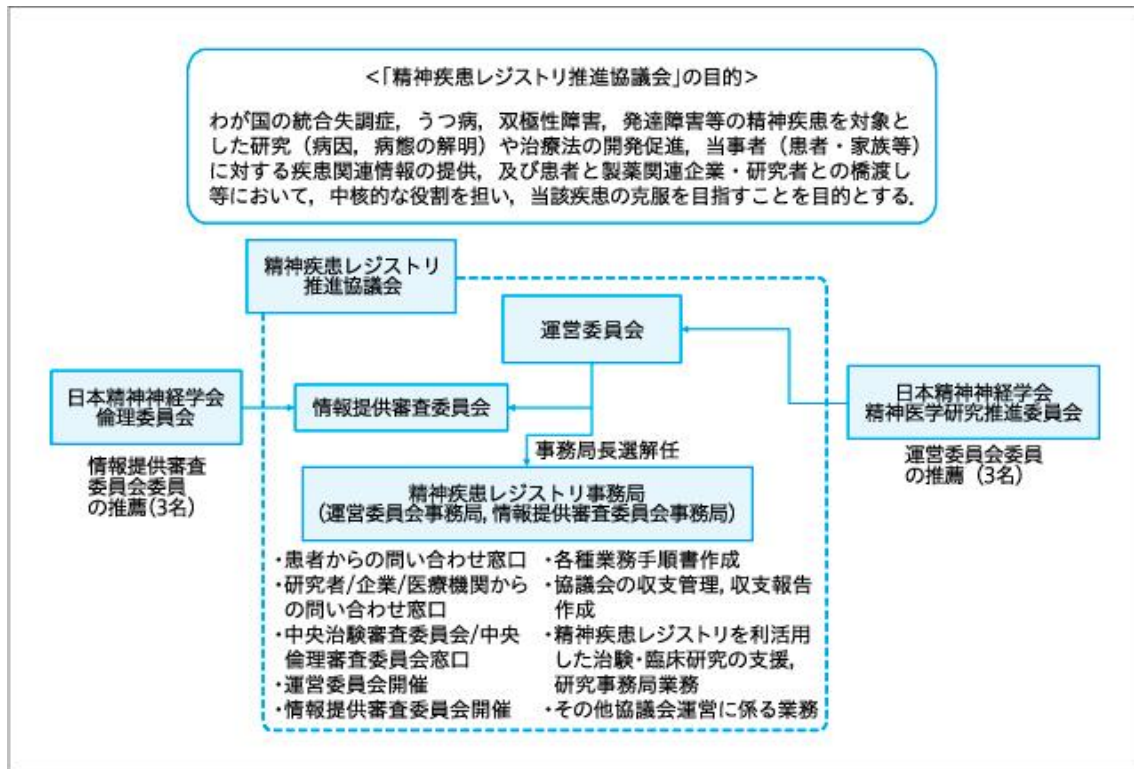 <「精神疾患レジストリ推進協議会」の目的>
わが国の統合失調症，うつ病，双極性障害，発達障害等の精神疾患を対象と
した研究（病因，病態の解明）や治療法の開発促進，当事者（患者・家族等）
に対する疾患関連情報の提供，及び患者と製薬関連企業・研究者との橋渡し
等において，中核的な役割を担い，当該疾患の克服を目指すことを目的とする．
精神疾患レジストリ
推進協議会
運営委員会
日本精神神経学会
倫理委員会
情報提供審査
委員会委員
の推薦(3名)
情報提供審査委員会
日本精神神経学会
精神医学研究推進委員会
運営委員会委員
の推薦（3名）
事務局長選解任
精神疾患レジストリ事務局
(運営委員会事務局, 情報提供審査委員会事務局)
・患者からの問い合わせ窓口
・研究者/企業/医療機関から
の問い合わせ窓口
・中央治験審査委員会/中央
倫理審査委員会窓口
・運営委員会開催
・情報提供審査委員会開催
・各種業務手順書作成
・協議会の収支管理, 収支報告
作成
・精神疾患レジストリを利活用
した治験・臨床研究の支援,
研究事務局業務
・その他協議会運営に係る業務